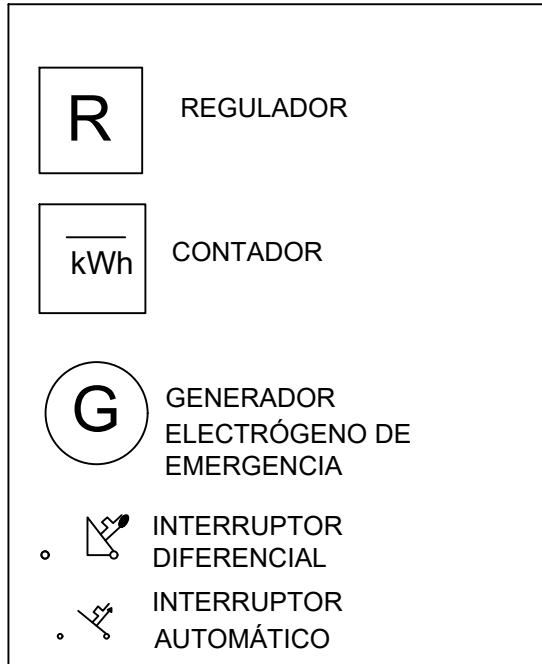 R
REGULADOR
kWh
CONTADOR
G
GENERADOR
ELECTRÓGENO DE
EMERGENCIA
INTERRUPTOR
DIFERENCIAL
INTERRUPTOR
AUTOMÁTICO